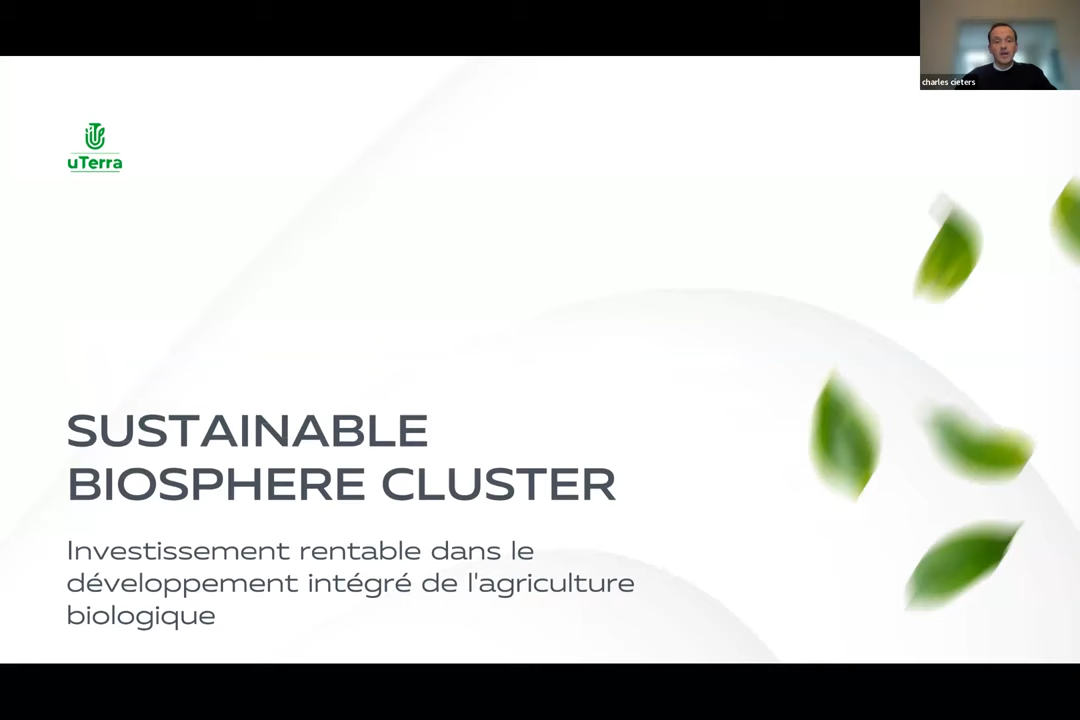 charles cieters
uTerra
SUSTAINABLE
BIOSPHERE CLUSTER
Investissement rentable dans le
développement intégré de l'agriculture
biologique